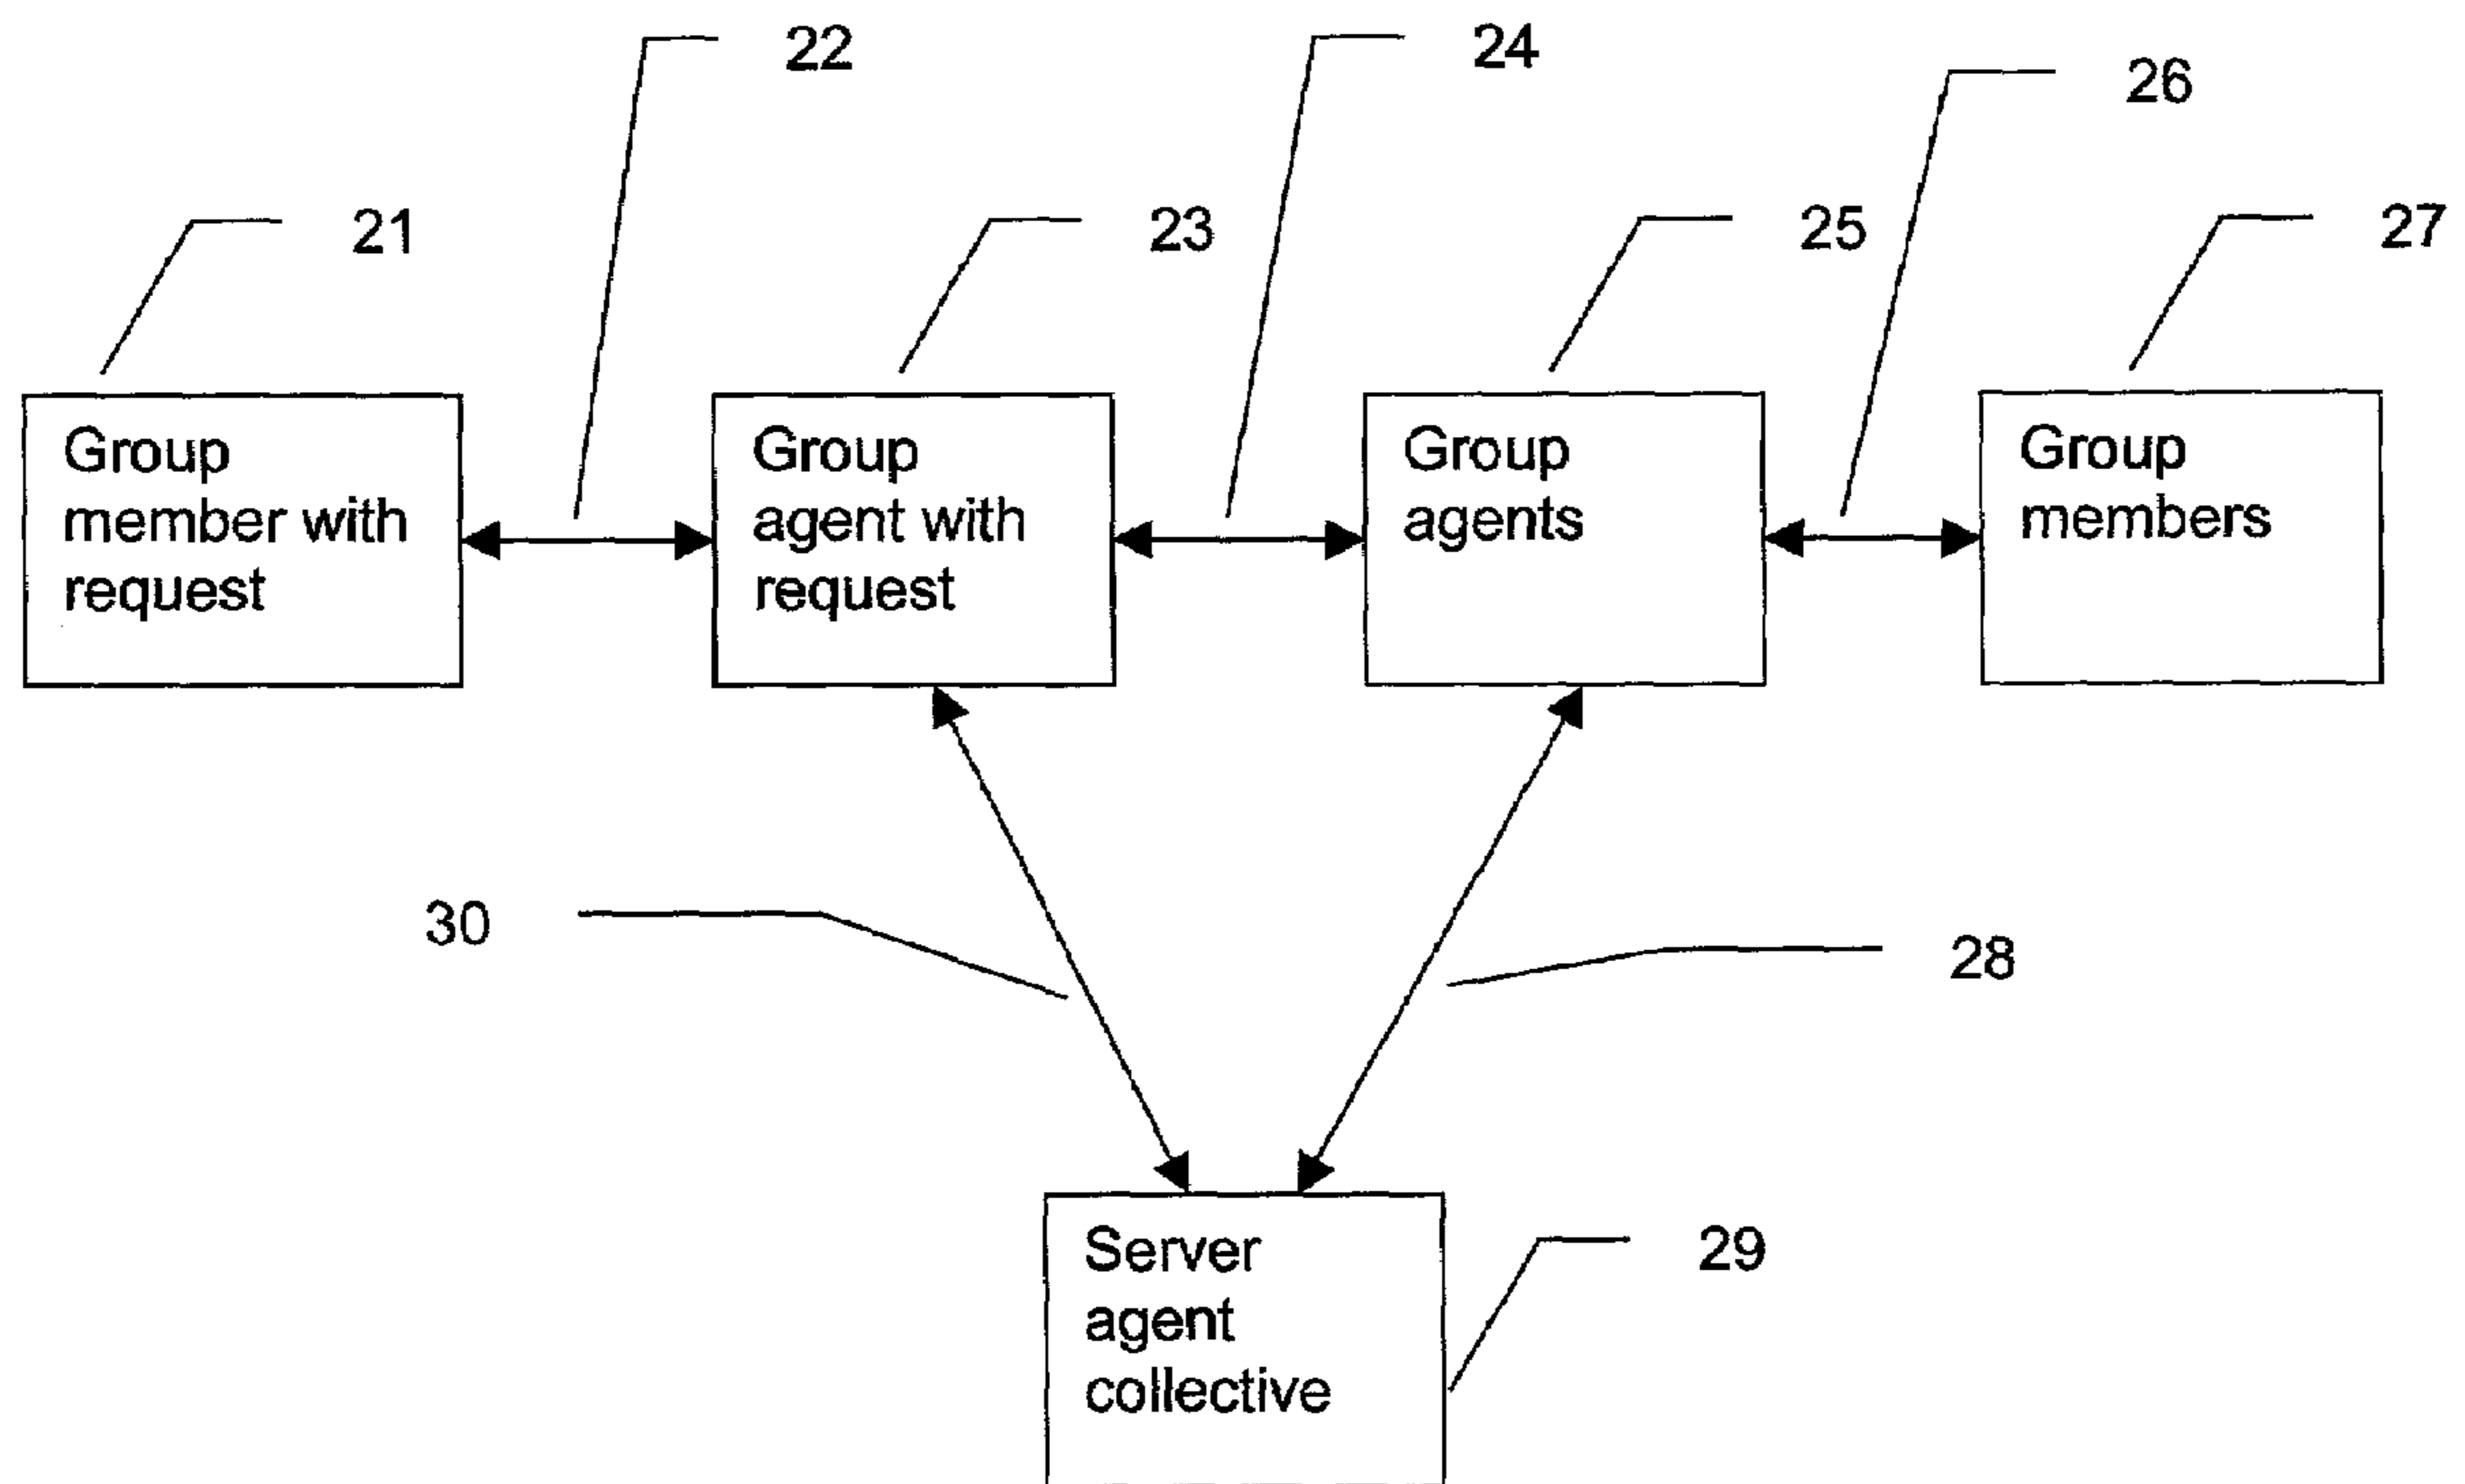 22
24
26
21
23
25
27
Group
member with
request
Group
agent with
request
Group
agents
Group
members
30
28
Server
agent
collective
29